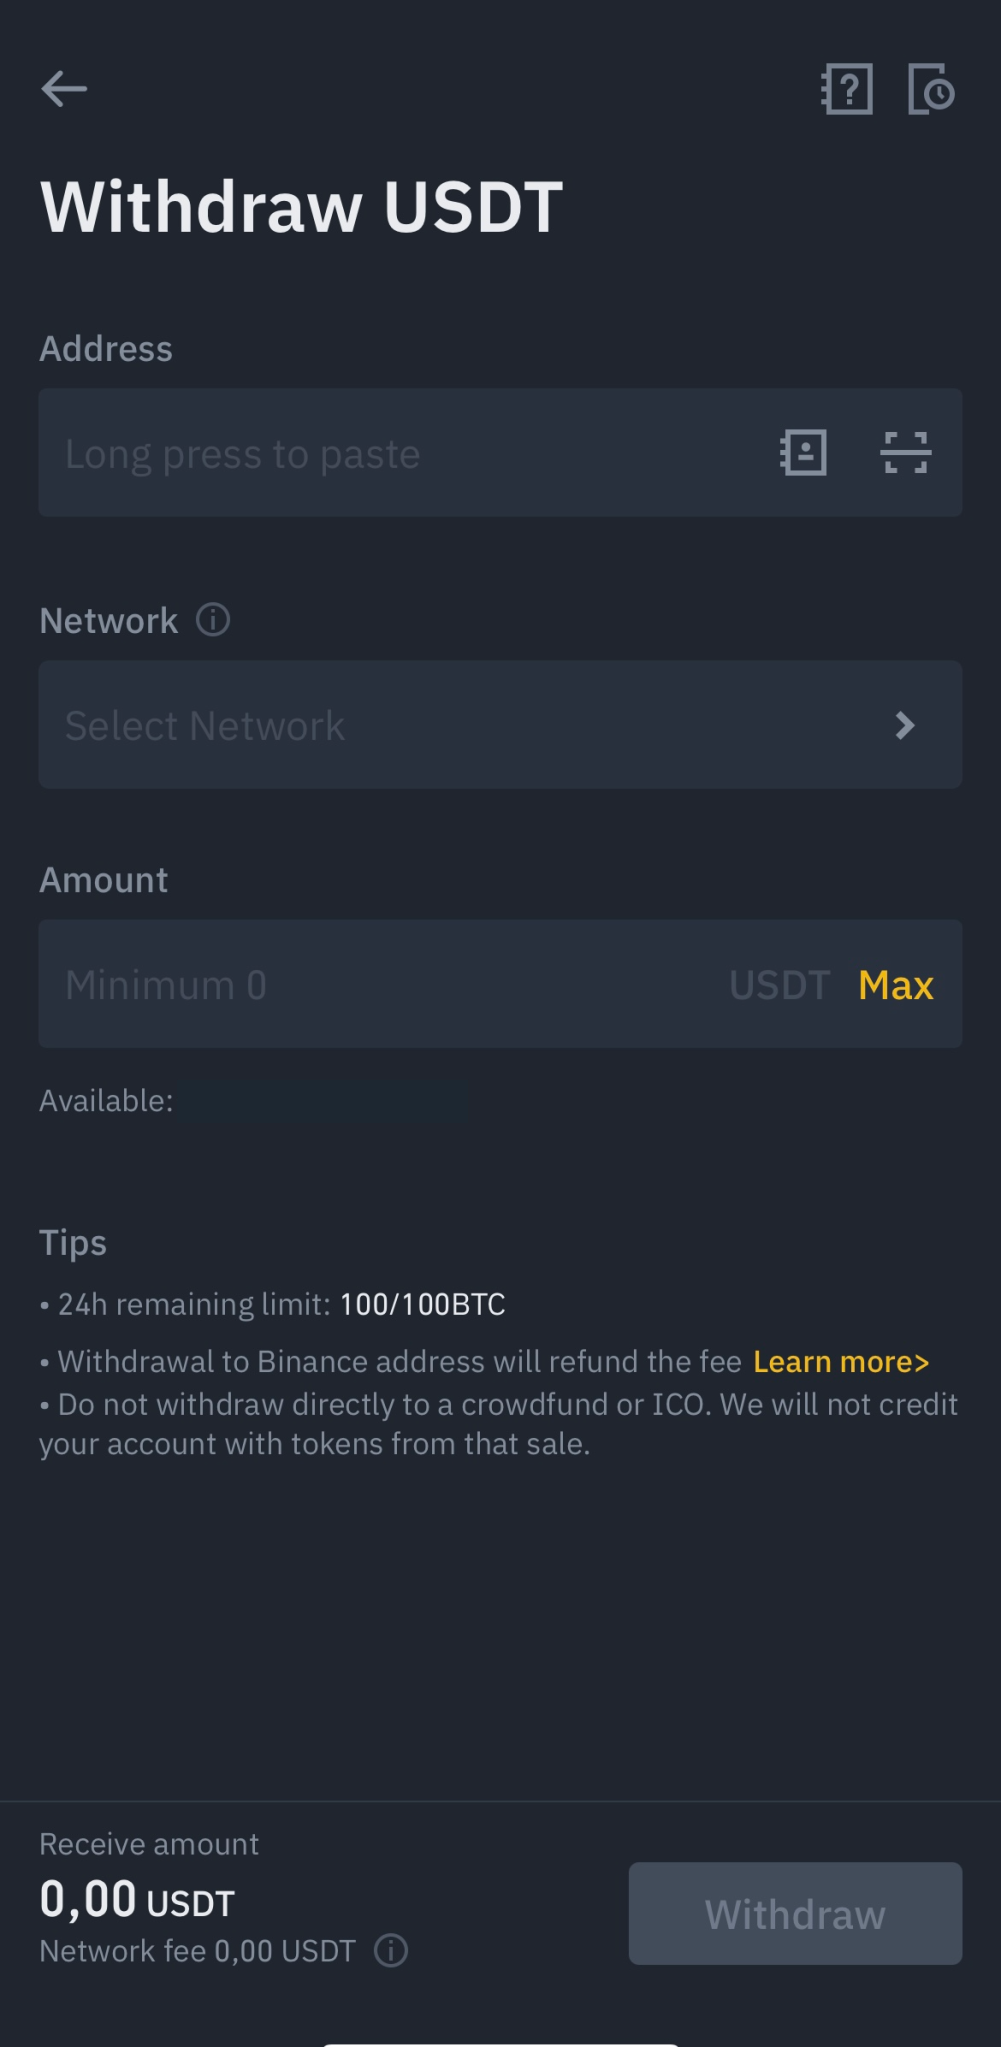 Withdraw USDT
Address
Long press to paste
Network
Select Network
Amount
Minimum 0 USDT Max
Available:
Tips
• 24h remaining limit: 100/100BTC
• Withdrawal to Binance address will refund the fee Learn more>
• Do not withdraw directly to a crowdfund or ICO. We will not credit
your account with tokens from that sale.
Receive amount
0,00 USDT
Network fee 0,00 USDT
Withdraw